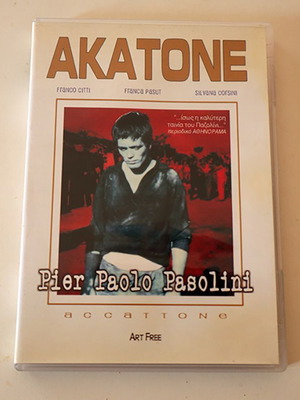 AKATONE
FRANCO CITTI FRANCA PASUT SILVANA CORSINI
"...ίσως η καλύτερη
ταινία του Παζολίνι..."
περιοδικό ΑΘΗΝΟΡΑΜΑ
Pier Paolo Pasolini
accattone
ART FREE